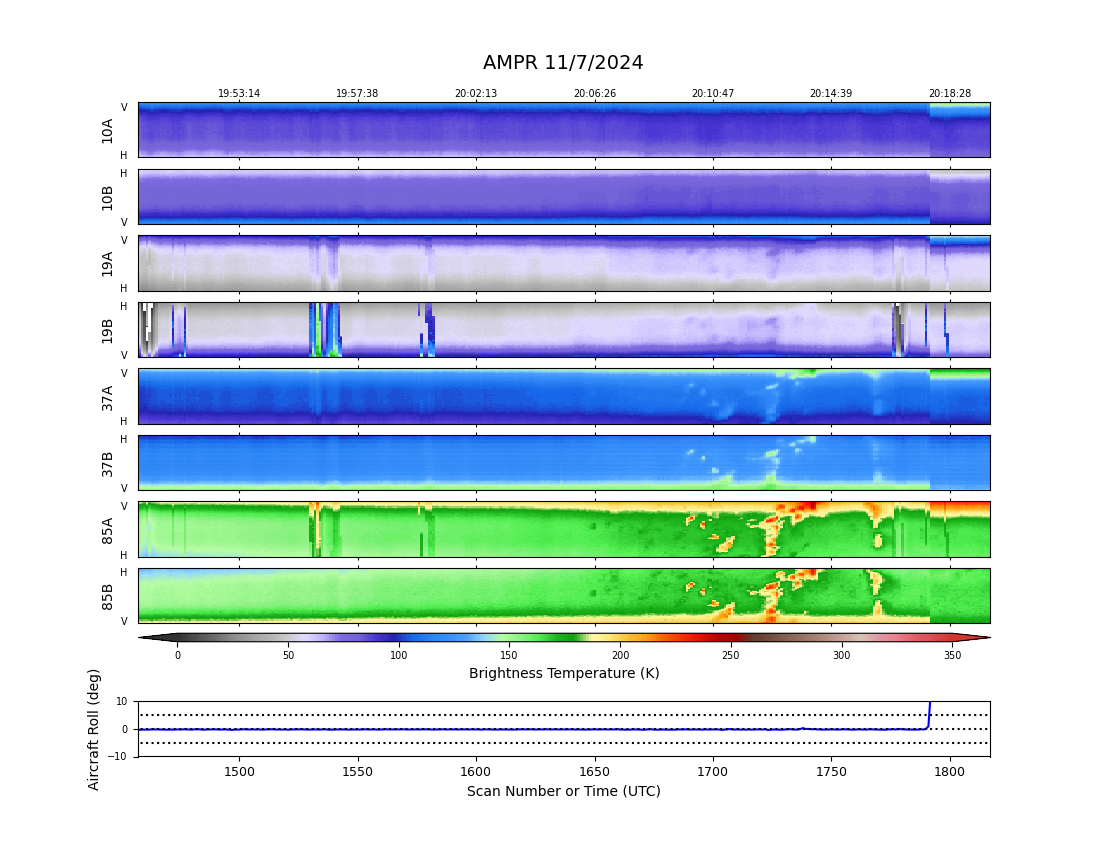 AMPR 11/7/2024
19:53:14 19:57:38 20:02:13 20:06:26 20:10:47 20:14:39 20:18:28
V
10A
H
H
10B
V
V
19A
H
H
19B
V
V
37A
H
H
37B
V
V
85A
H
H
85B
V
0 50 100 150 200 250 300 350
Brightness Temperature (K)
Aircraft Roll (deg)
10
0
−10
1500 1550 1600 1650 1700 1750 1800
Scan Number or Time (UTC)